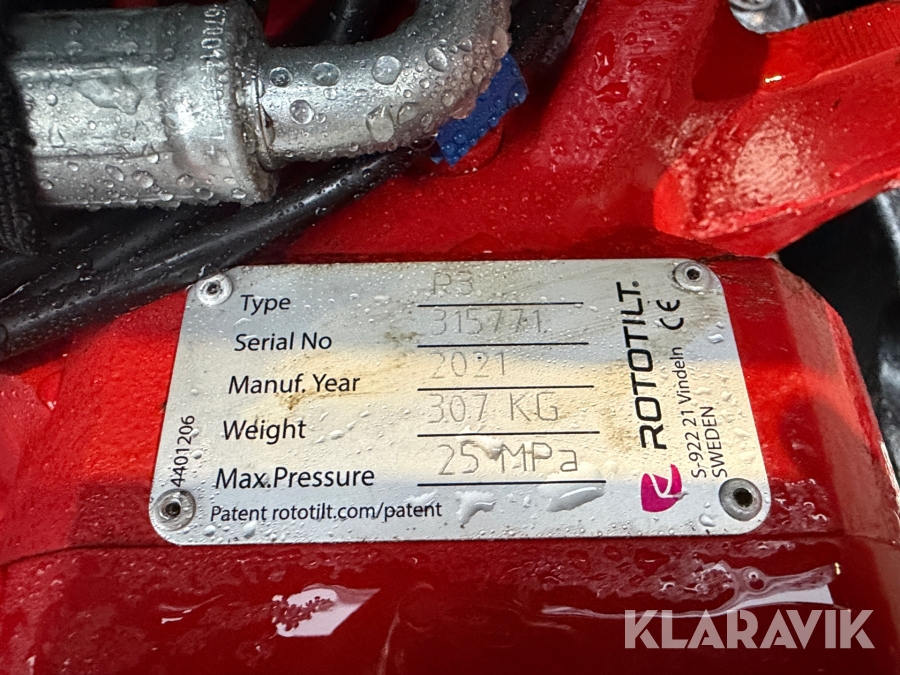 Type R3
Serial No 315771
Manuf. Year 2021
Weight 307 KG
Max.Pressure 25 MPa
Patent rototilt.com/patent
4401206
ROTOTILT®
CE
S-922 21 Vindeln
SWEDEN
KLARAVIK